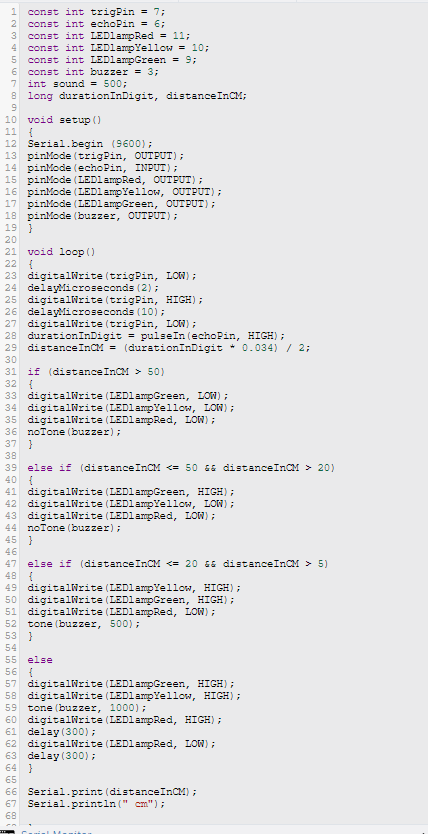 1 const int trigPin = 7;
2 const int echoPin = 6;
3 const int LEDlampRed = 11;
4 const int LEDlampYellow = 10;
5 const int LEDlampGreen = 9;
6 const int buzzer = 3;
7 int sound = 500;
8 long durationInDigit, distanceInCM;
9
10 void setup()
11 {
12 Serial.begin (9600);
13 pinMode(trigPin, OUTPUT);
14 pinMode(echoPin, INPUT);
15 pinMode(LEDlampRed, OUTPUT);
16 pinMode(LEDlampYellow, OUTPUT);
17 pinMode(LEDlampGreen, OUTPUT);
18 pinMode(buzzer, OUTPUT);
19 }
20
21 void loop()
22 {
23 digitalWrite(trigPin, LOW);
24 delayMicroseconds(2);
25 digitalWrite(trigPin, HIGH);
26 delayMicroseconds(10);
27 digitalWrite(trigPin, LOW);
28 durationInDigit = pulseIn(echoPin, HIGH);
29 distanceInCM = (durationInDigit * 0.034) / 2;
30
31 if (distanceInCM > 50)
32 {
33 digitalWrite(LEDlampGreen, LOW);
34 digitalWrite(LEDlampYellow, LOW);
35 digitalWrite(LEDlampRed, LOW);
36 noTone(buzzer);
37 }
38
39 else if (distanceInCM <= 50 && distanceInCM > 20)
40 {
41 digitalWrite(LEDlampGreen, HIGH);
42 digitalWrite(LEDlampYellow, LOW);
43 digitalWrite(LEDlampRed, LOW);
44 noTone(buzzer);
45 }
46
47 else if (distanceInCM <= 20 && distanceInCM > 5)
48 {
49 digitalWrite(LEDlampYellow, HIGH);
50 digitalWrite(LEDlampGreen, HIGH);
51 digitalWrite(LEDlampRed, LOW);
52 tone(buzzer, 500);
53 }
54
55 else
56 {
57 digitalWrite(LEDlampGreen, HIGH);
58 digitalWrite(LEDlampYellow, HIGH);
59 tone(buzzer, 1000);
60 digitalWrite(LEDlampRed, HIGH);
61 delay(300);
62 digitalWrite(LEDlampRed, LOW);
63 delay(300);
64 }
65
66 Serial.print(distanceInCM);
67 Serial.println(" cm");
68